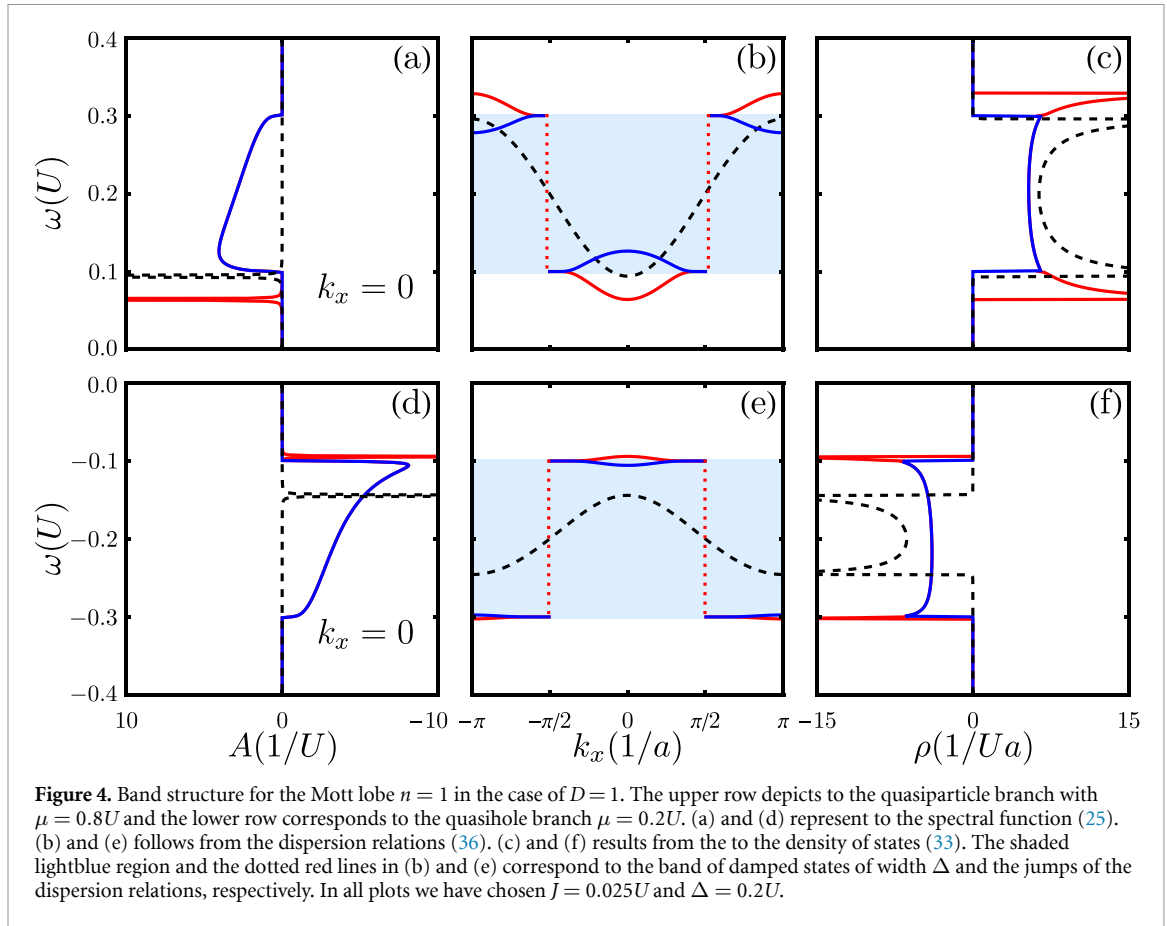 (a)
(b)
(c)
0.4
0.3
0.2
0.1
0.0
ω(U)
k_x = 0
(d)
(e)
(f)
0.0
−0.1
−0.2
−0.3
−0.4
ω(U)
k_x = 0
10 0 −10
−π −π/2 0 π/2 π
−15 0 15
A(1/U)
k_x(1/a)
ρ(1/Ua)
Figure 4. Band structure for the Mott lobe n = 1 in the case of D = 1. The upper row depicts to the quasiparticle branch with
μ = 0.8U and the lower row corresponds to the quasihole branch μ = 0.2U. (a) and (d) represent to the spectral function (25).
(b) and (e) follows from the dispersion relations (36). (c) and (f) results from the to the density of states (33). The shaded
lightblue region and the dotted red lines in (b) and (e) correspond to the band of damped states of width Δ and the jumps of the
dispersion relations, respectively. In all plots we have chosen J = 0.025U and Δ = 0.2U.